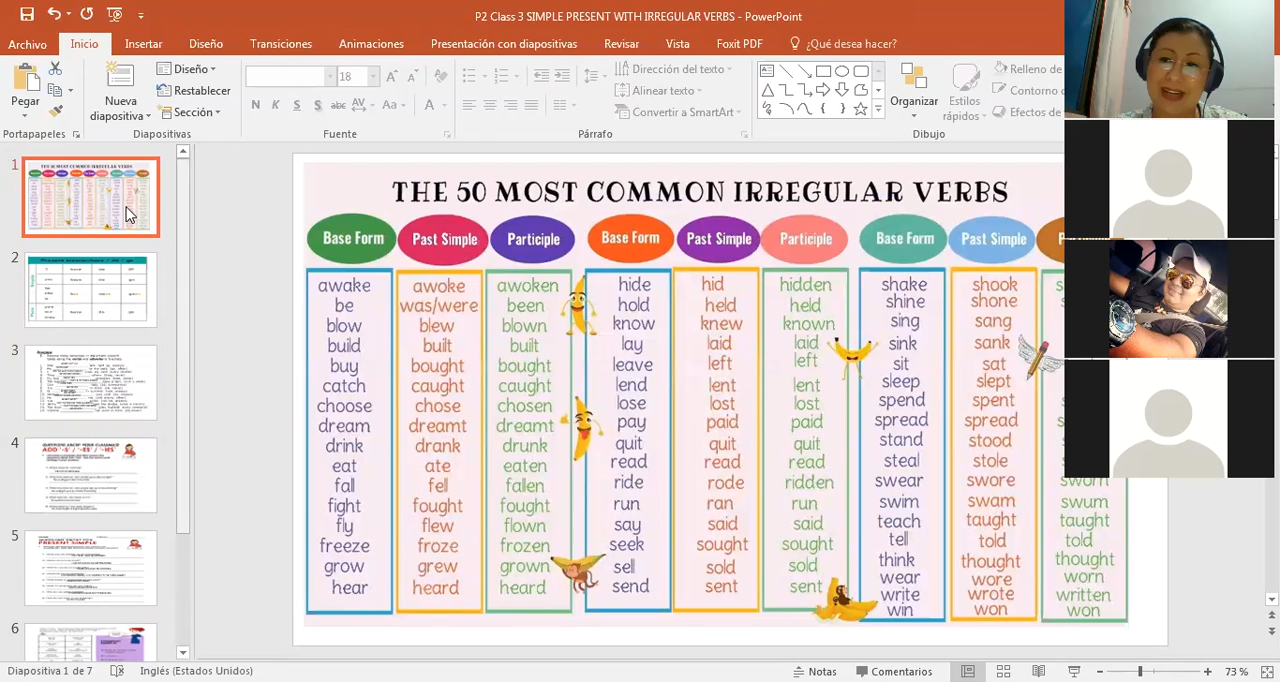 P2 Class 3 SIMPLE PRESENT WITH IRREGULAR VERBS - PowerPoint
Archivo Inicio Insertar Diseño Transiciones Animaciones Presentación con diapositivas Revisar Vista Foxit PDF ¿Qué desea hacer?
Pegar
Nueva diapositiva
Diseño
Restablecer
Sección
18
N K S S abc AV Aa A
Dirección del texto
Alinear texto
Convertir a SmartArt
Organizar
Estilos rápidos
Relleno de
Contorno
Efectos de
Portapapeles Diapositivas Fuente Párrafo Dibujo
1
2
3
4
5
6
THE 50 MOST COMMON IRREGULAR VERBS
Base Form Past Simple Participle Base Form Past Simple Participle Base Form Past Simple
awake awoke awoken hide hid hidden shake shook
be was/were been hold held held shine shone
blow blew blown know knew known sing sang
build built built lay laid laid sink sank
buy bought bought leave left left sit sat
catch caught caught lend lent lent sleep slept
choose chose chosen lose lost lost spend spent
dream dreamt dreamt pay paid paid spread spread
drink drank drunk quit quit quit stand stood
eat ate eaten read read read steal stole
fall fell fallen ride rode ridden swear swore sworn
fight fought fought run ran run swim swam swum
fly flew flown say said said teach taught taught
freeze froze frozen seek sought sought tell told told
grow grew grown sell sold sold think thought thought
hear heard heard send sent sent wear wore worn
write wrote written
win won won
Diapositiva 1 de 7 Inglés (Estados Unidos) Notas Comentarios 73 %